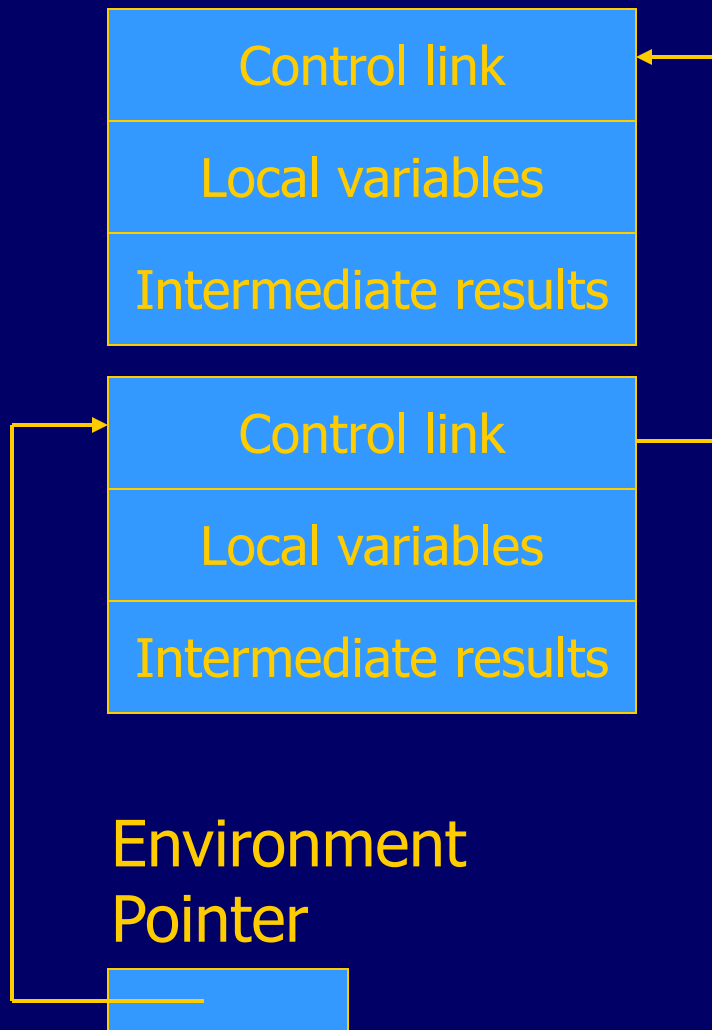 Control link
Local variables
Intermediate results
Control link
Local variables
Intermediate results
Environment
Pointer